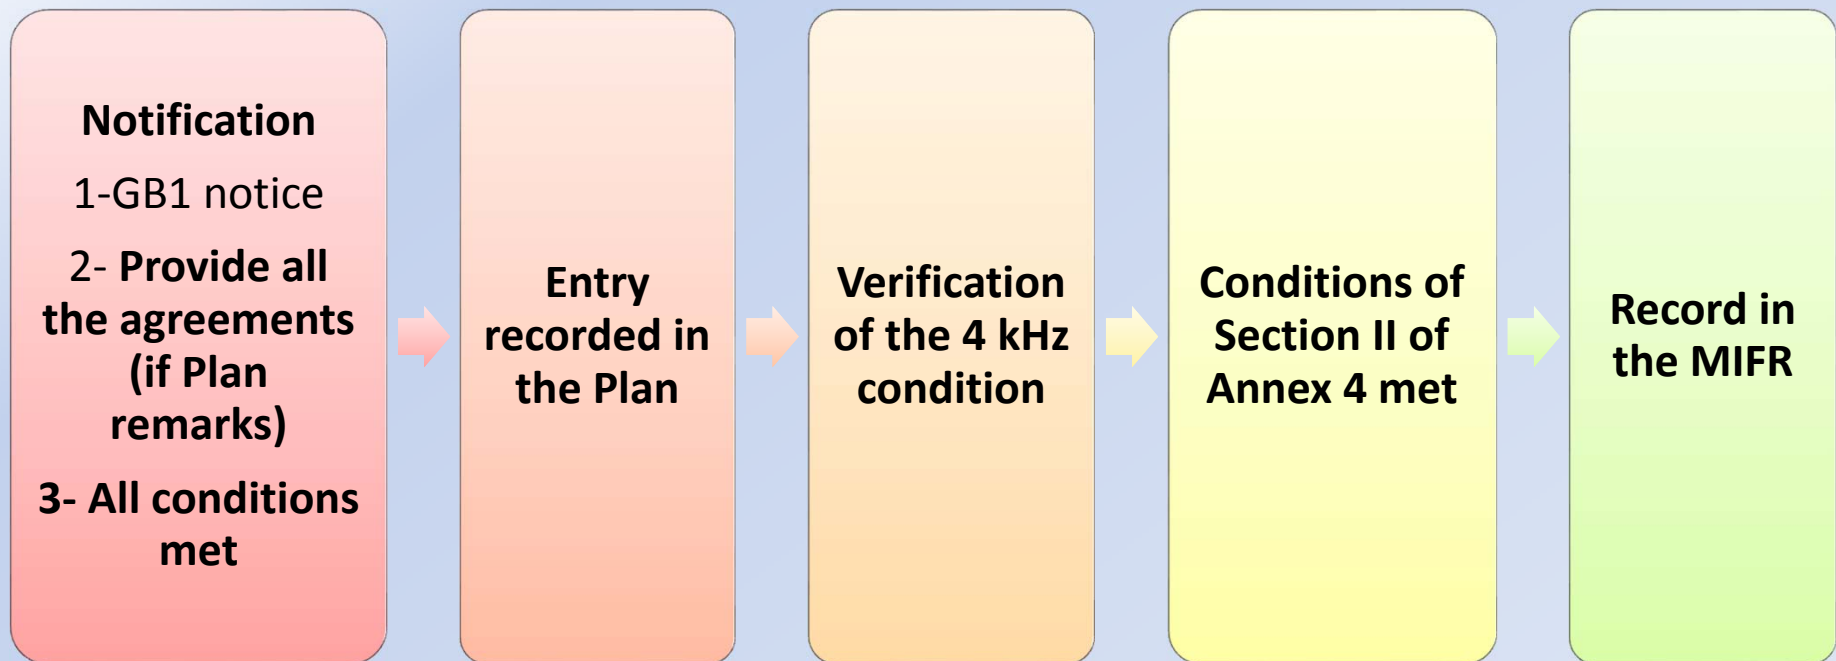 Notification
1-GB1 notice
2- Provide all
the agreements
(if Plan
remarks)
3- All conditions
met
Entry
recorded in
the Plan
Verification
of the 4 kHz
condition
Conditions of
Section II of
Annex 4 met
Record in
the MIFR